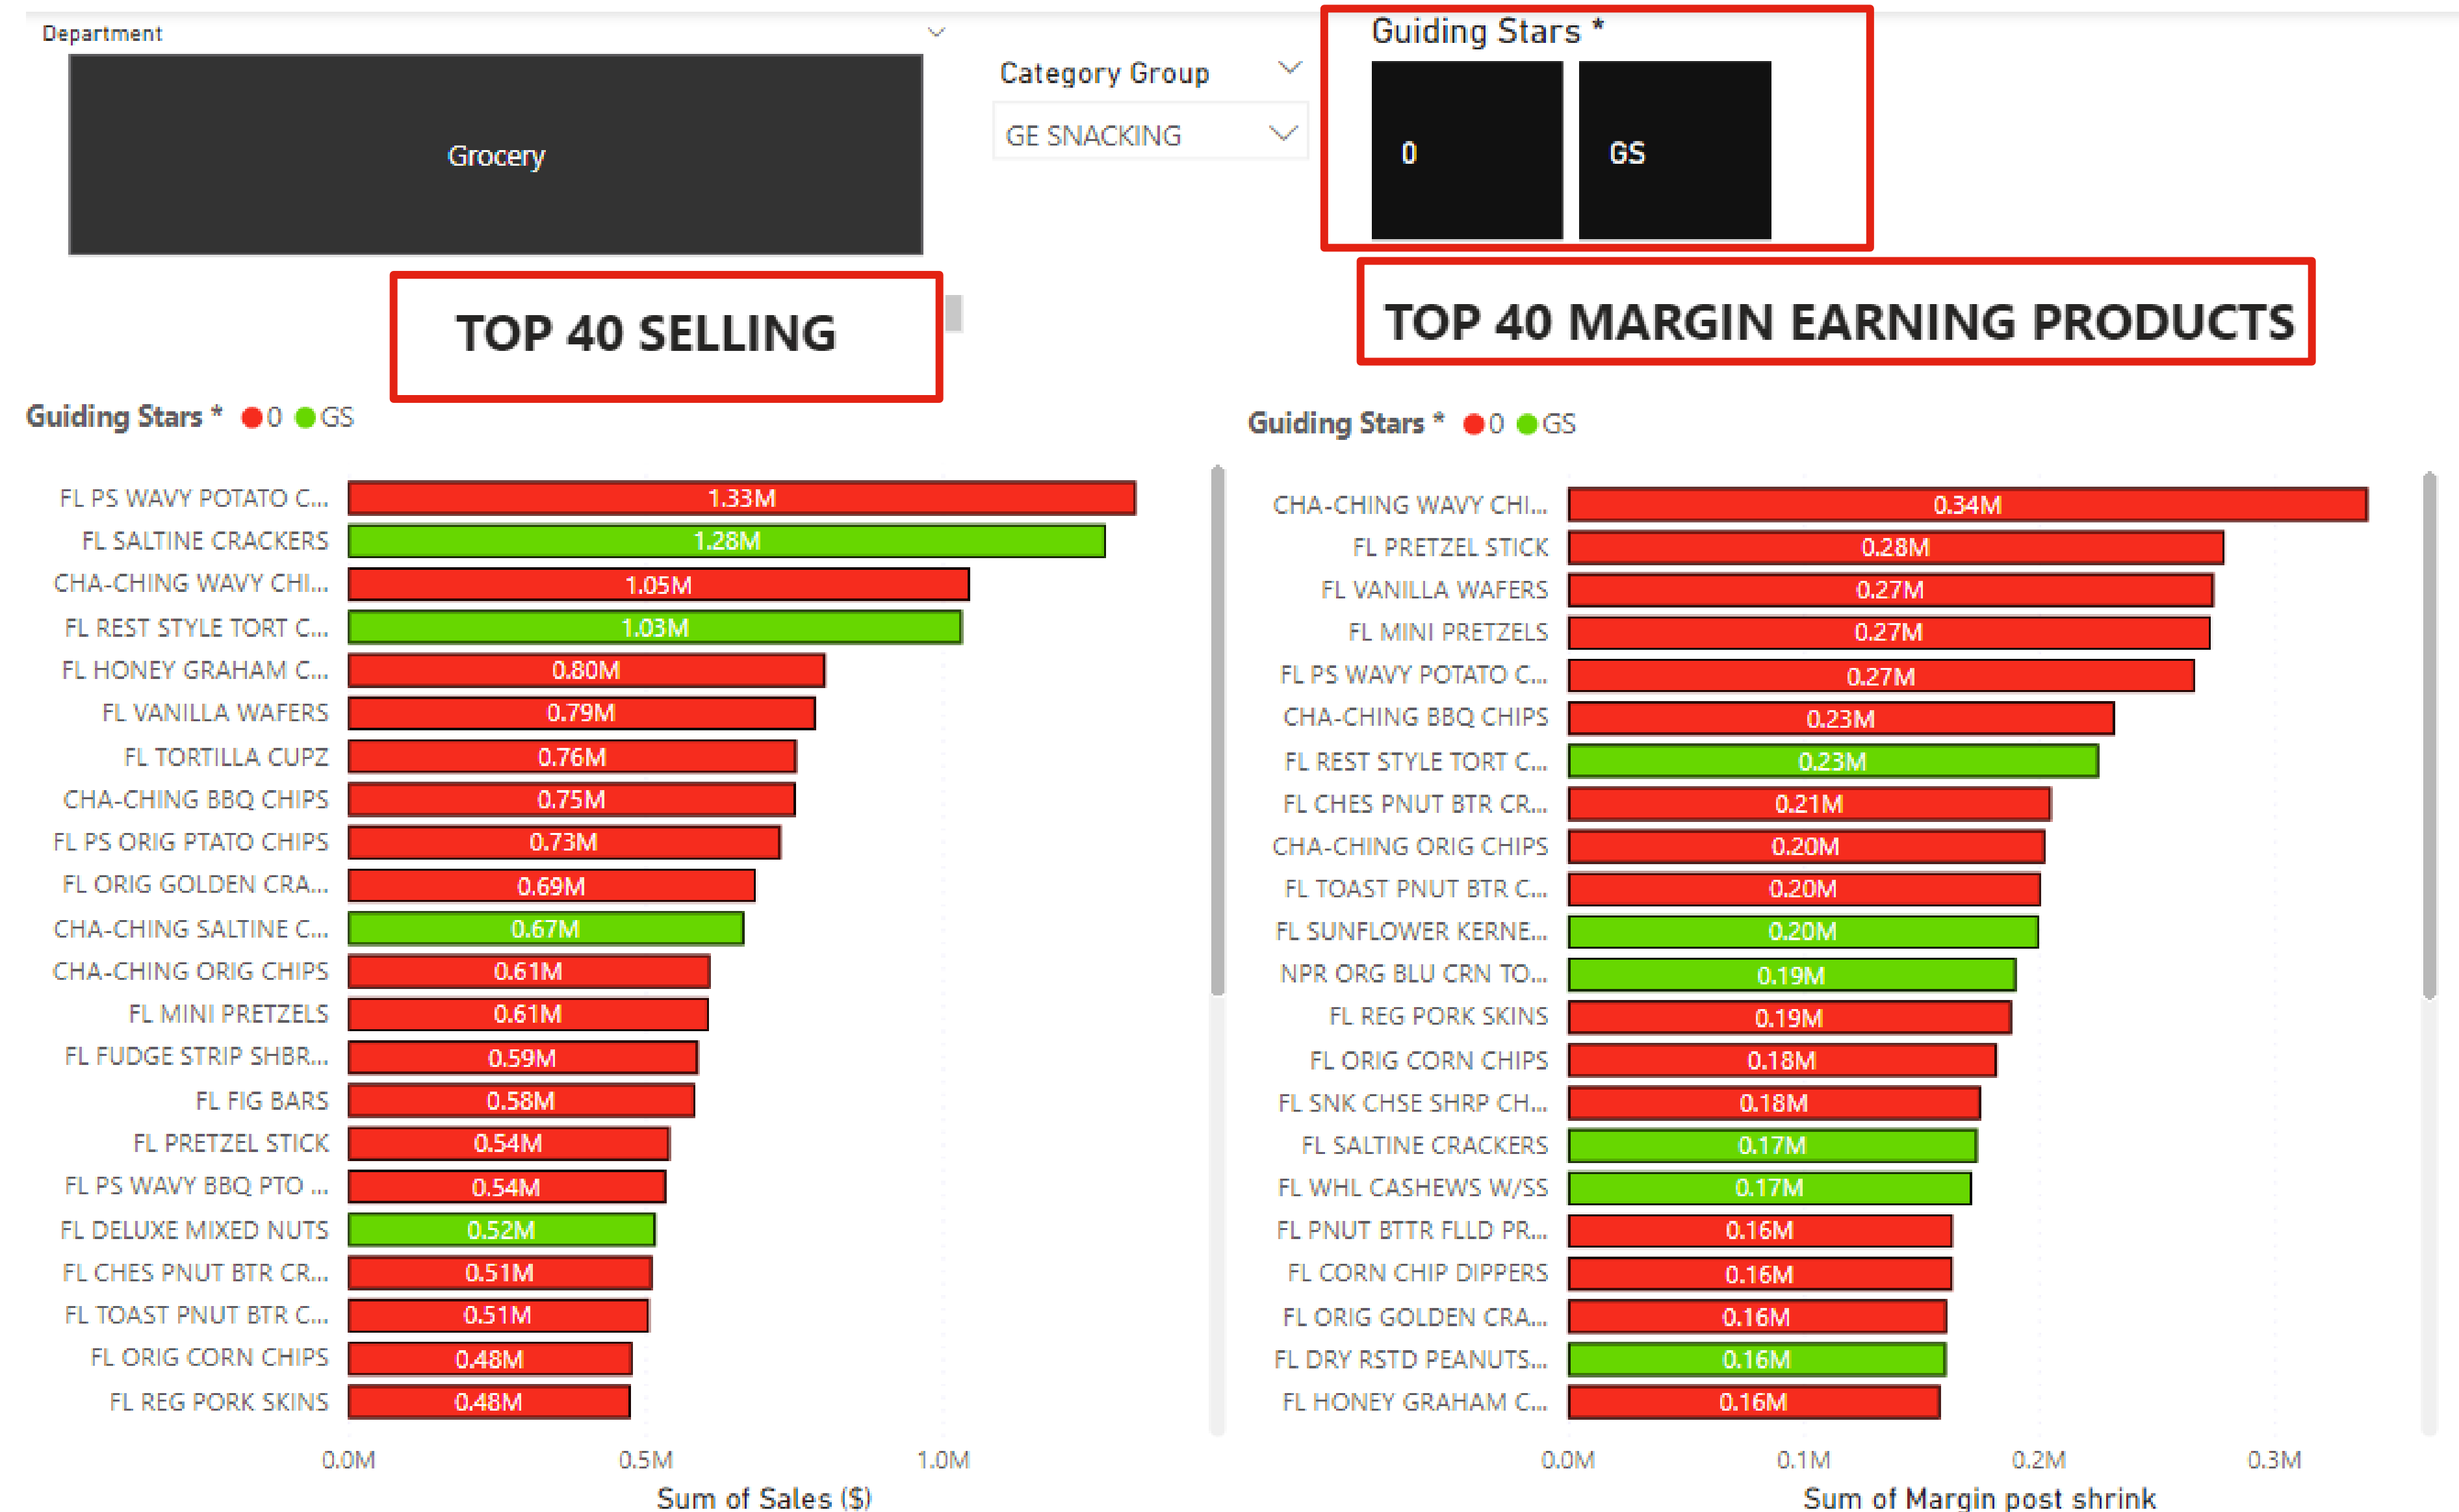 Department
Grocery
Category Group
GE SNACKING
Guiding Stars *
0
GS
TOP 40 SELLING
TOP 40 MARGIN EARNING PRODUCTS
Guiding Stars * 0 GS
FL PS WAVY POTATO C... 1.33M
FL SALTINE CRACKERS 1.28M
CHA-CHING WAVY CHI... 1.05M
FL REST STYLE TORT C... 1.03M
FL HONEY GRAHAM C... 0.80M
FL VANILLA WAFERS 0.79M
FL TORTILLA CUPZ 0.76M
CHA-CHING BBQ CHIPS 0.75M
FL PS ORIG PTATO CHIPS 0.73M
FL ORIG GOLDEN CRA... 0.69M
CHA-CHING SALTINE C... 0.67M
CHA-CHING ORIG CHIPS 0.61M
FL MINI PRETZELS 0.61M
FL FUDGE STRIP SHBR... 0.59M
FL FIG BARS 0.58M
FL PRETZEL STICK 0.54M
FL PS WAVY BBQ PTO ... 0.54M
FL DELUXE MIXED NUTS 0.52M
FL CHES PNUT BTR CR... 0.51M
FL TOAST PNUT BTR C... 0.51M
FL ORIG CORN CHIPS 0.48M
FL REG PORK SKINS 0.48M
0.0M 0.5M 1.0M
Sum of Sales ($)
Guiding Stars * 0 GS
CHA-CHING WAVY CHI... 0.34M
FL PRETZEL STICK 0.28M
FL VANILLA WAFERS 0.27M
FL MINI PRETZELS 0.27M
FL PS WAVY POTATO C... 0.27M
CHA-CHING BBQ CHIPS 0.23M
FL REST STYLE TORT C... 0.23M
FL CHES PNUT BTR CR... 0.21M
CHA-CHING ORIG CHIPS 0.20M
FL TOAST PNUT BTR C... 0.20M
FL SUNFLOWER KERNE... 0.20M
NPR ORG BLU CRN TO... 0.19M
FL REG PORK SKINS 0.19M
FL ORIG CORN CHIPS 0.18M
FL SNK CHSE SHRP CH... 0.18M
FL SALTINE CRACKERS 0.17M
FL WHL CASHEWS W/SS 0.17M
FL PNUT BTTR FLLD PR... 0.16M
FL CORN CHIP DIPPERS 0.16M
FL ORIG GOLDEN CRA... 0.16M
FL DRY RSTD PEANUTS... 0.16M
FL HONEY GRAHAM C... 0.16M
0.0M 0.1M 0.2M 0.3M
Sum of Margin post shrink